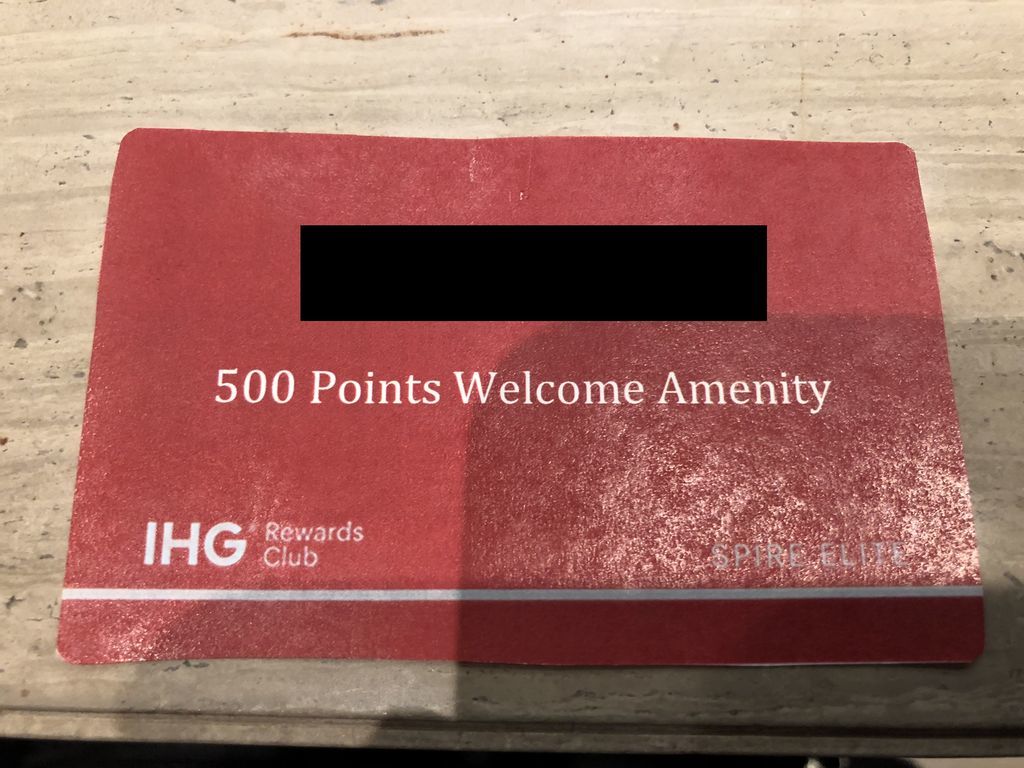 500 Points Welcome Amenity
IHG® Rewards
Club
SPIRE ELITE